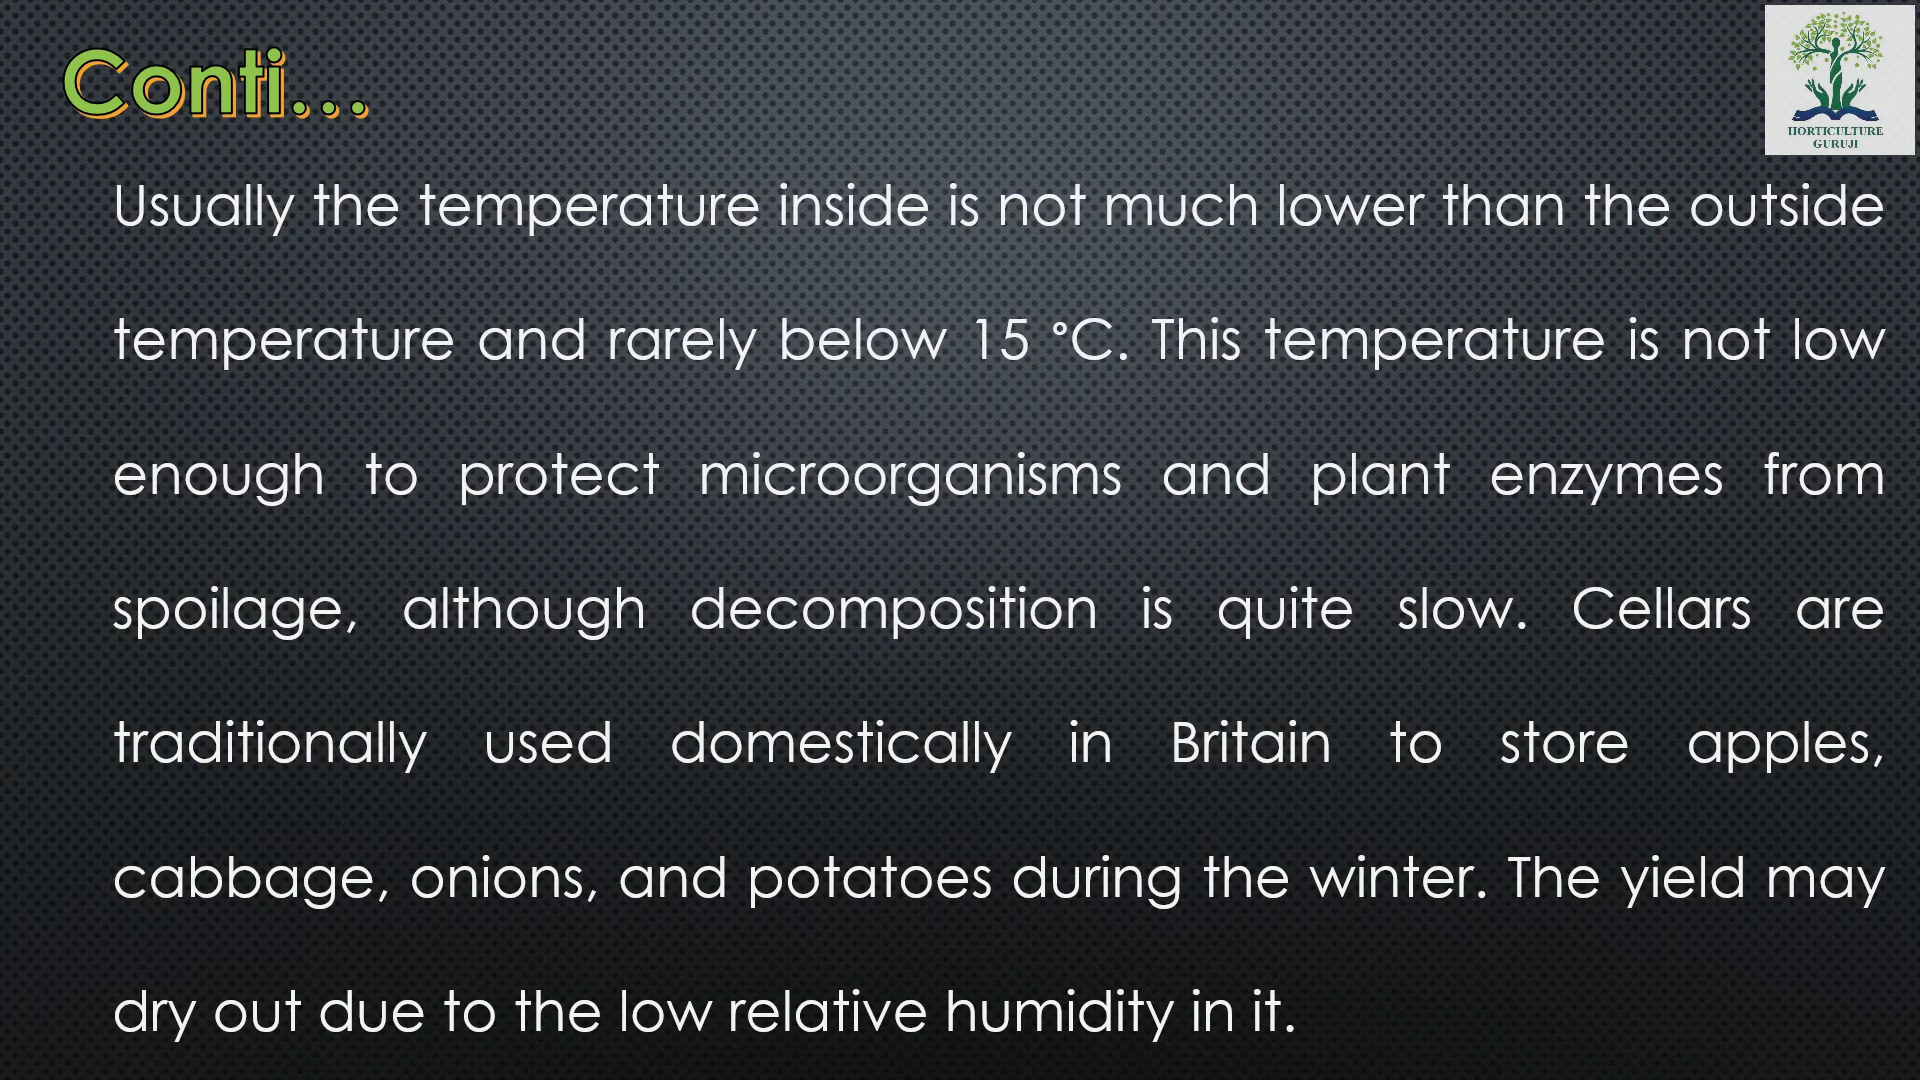 Conti...
HORTICULTURE
GURUJI
Usually the temperature inside is not much lower than the outside
temperature and rarely below 15 °C. This temperature is not low
enough to protect microorganisms and plant enzymes from
spoilage, although decomposition is quite slow. Cellars are
traditionally used domestically in Britain to store apples,
cabbage, onions, and potatoes during the winter. The yield may
dry out due to the low relative humidity in it.